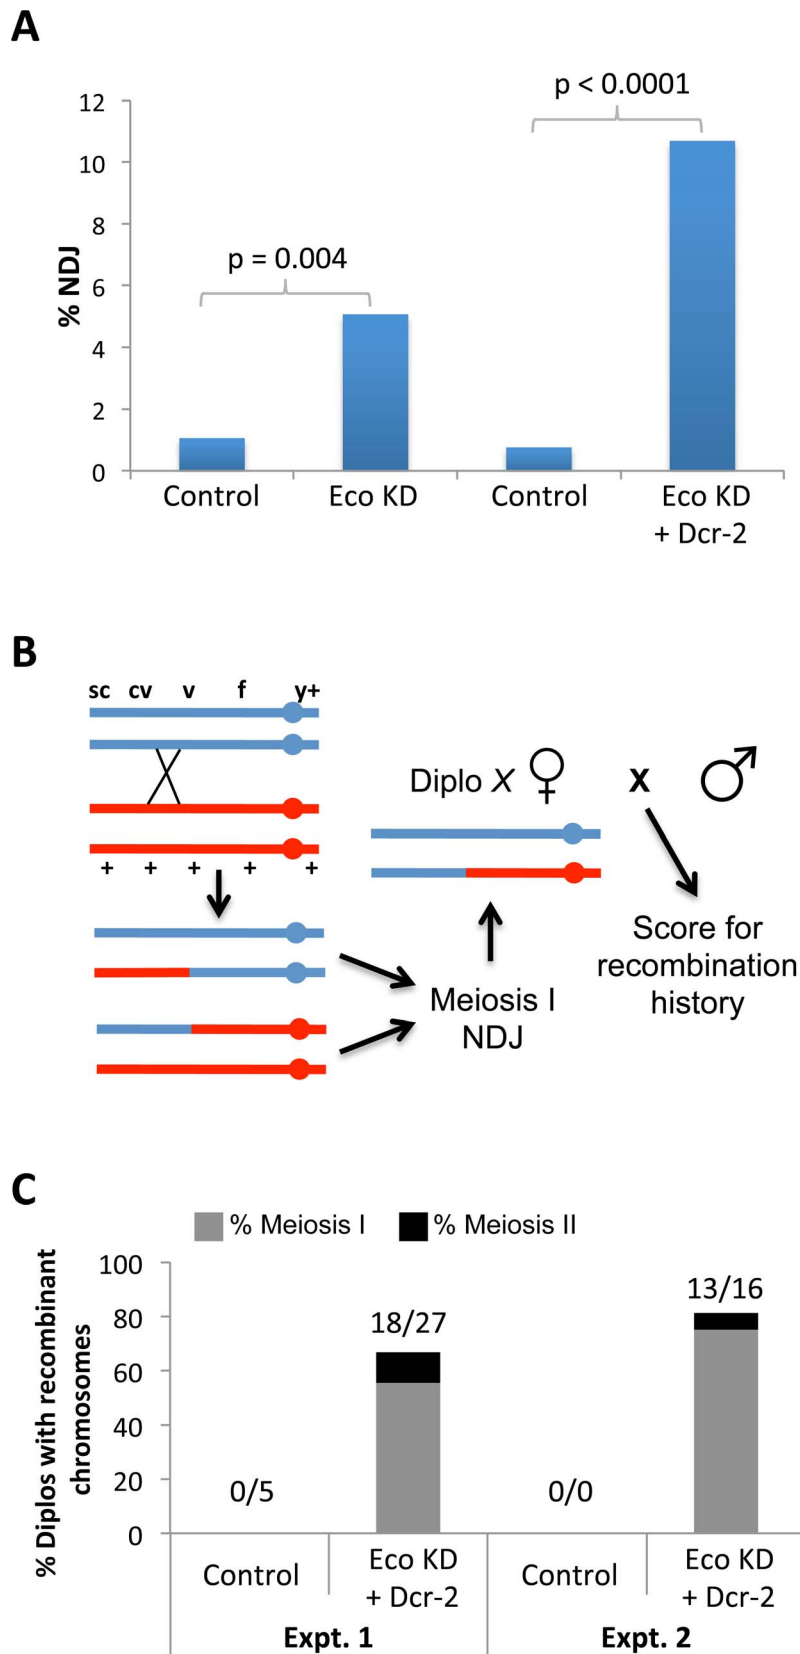 A
p < 0.0001
12
10
8
p = 0.004
6
4
2
0
% NDJ
Control
Eco KD
Control
Eco KD
+ Dcr-2
B
sc cv v f y+
+ + + + +
Diplo X ♀ X ♂
Meiosis I
NDJ
Score for
recombination
history
C
% Meiosis I
% Meiosis II
% Diplos with recombinant
chromosomes
100
80
60
40
20
0
0/5
18/27
0/0
13/16
Control
Eco KD
+ Dcr-2
Control
Eco KD
+ Dcr-2
Expt. 1
Expt. 2